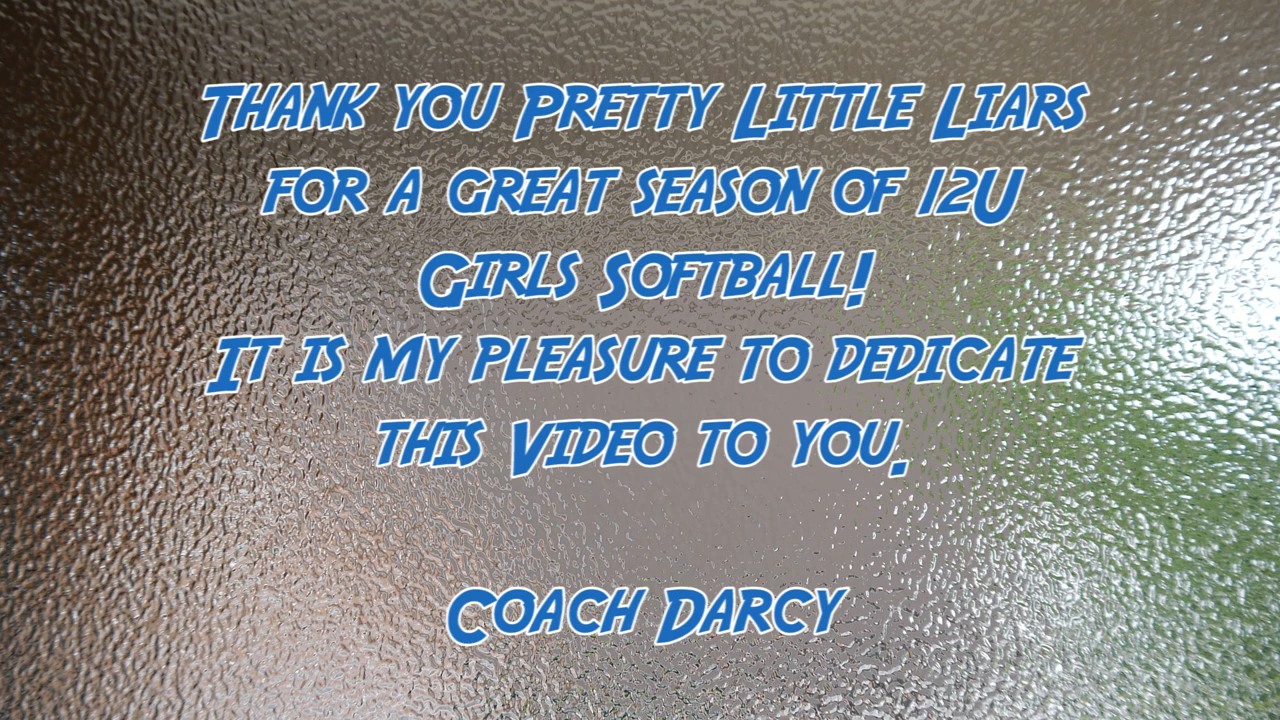 Thank you Pretty Little Liars
for a great season of 12U
Girls Softball!
It is my pleasure to dedicate
this Video to you.
Coach Darcy